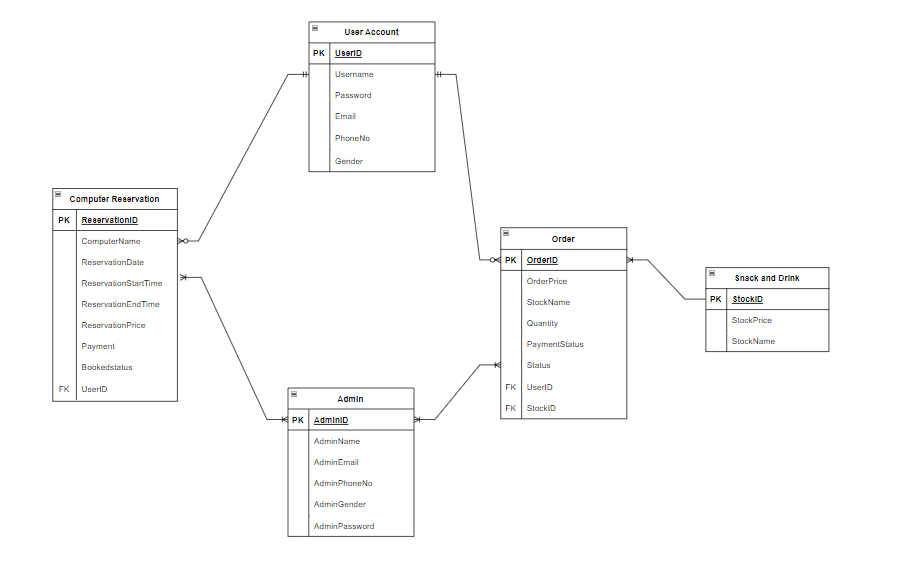 User Account
PK UserID
Username
Password
Email
PhoneNo
Gender
Computer Reservation
PK ReservationID
ComputerName
ReservationDate
ReservationStartTime
ReservationEndTime
ReservationPrice
Payment
Bookedstatus
FK UserID
Order
PK OrderID
OrderPrice
StockName
Quantity
PaymentStatus
Status
FK UserID
FK StockID
Snack and Drink
PK StockID
StockPrice
StockName
Admin
PK AdminID
AdminName
AdminEmail
AdminPhoneNo
AdminGender
AdminPassword